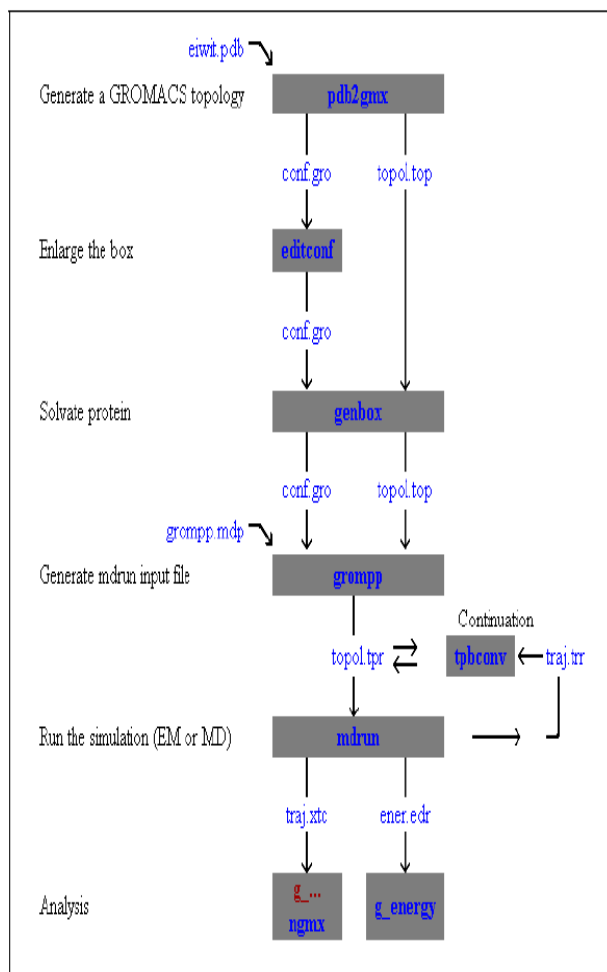 eiwit.pdb
Generate a GROMACS topology
pdb2gmx
conf.gro
topol.top
Enlarge the box
editconf
conf.gro
Solvate protein
genbox
conf.gro
topol.top
grompp.mdp
Generate mdrun input file
grompp
Continuation
topol.tpr
tpbconv
traj.trr
Run the simulation (EM or MD)
mdrun
traj.xtc
ener.edr
Analysis
g_...
ngmx
g_energy